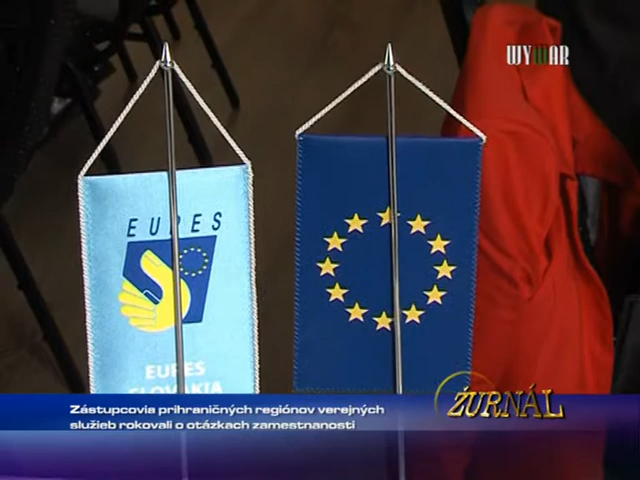 WYWAR
EURES
EURES
SLOVAKIA
Zástupcovia prihraničných regiónov verejných
služieb rokovali o otázkach zamestnanosti
ŽURNÁL